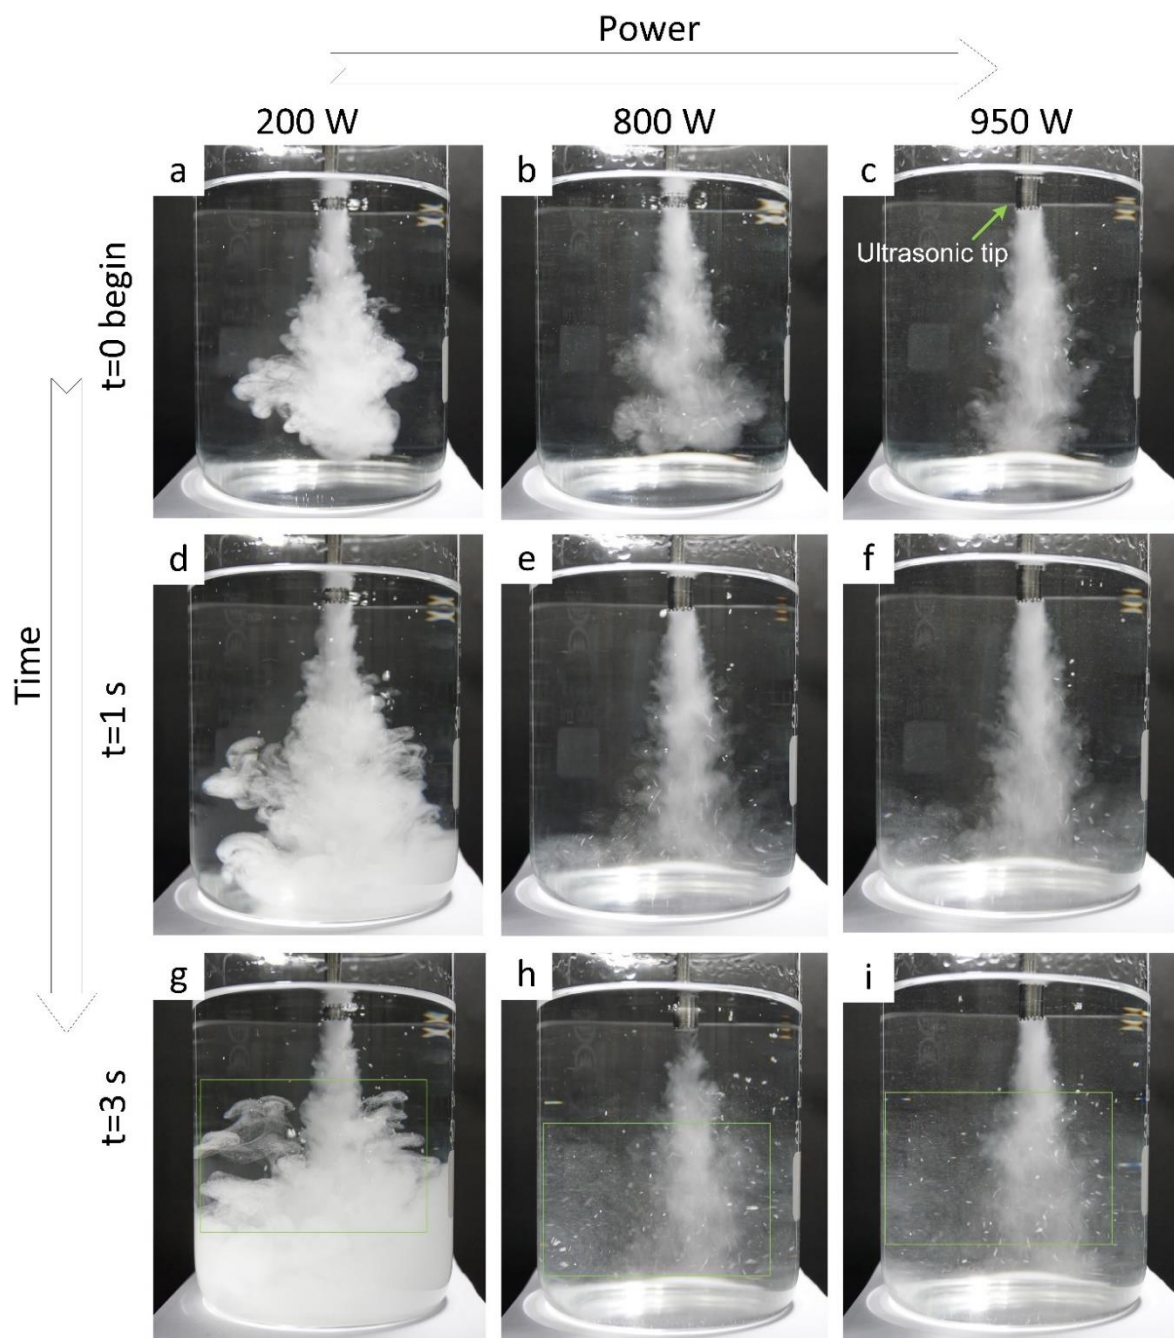 Power
200 W
800 W
950 W
a
b
c
Ultrasonic tip
t=0 begin
d
e
f
Time
t=1 s
g
h
i
t=3 s